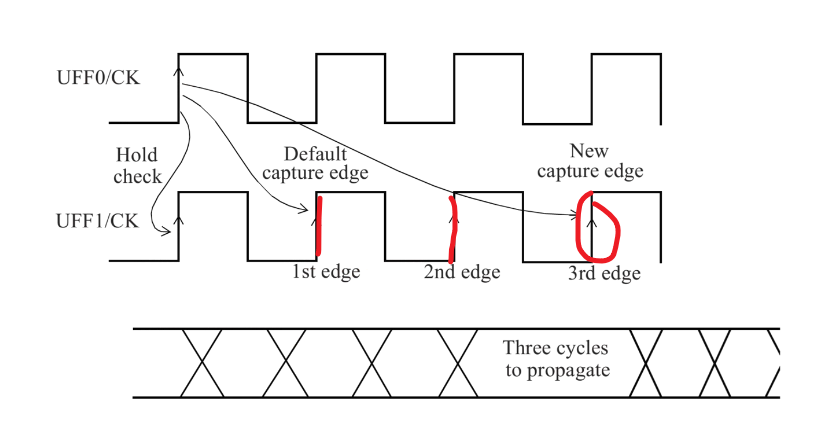 UFF0/CK
Hold
check
Default
capture edge
New
capture edge
UFF1/CK
1st edge
2nd edge
3rd edge
Three cycles
to propagate